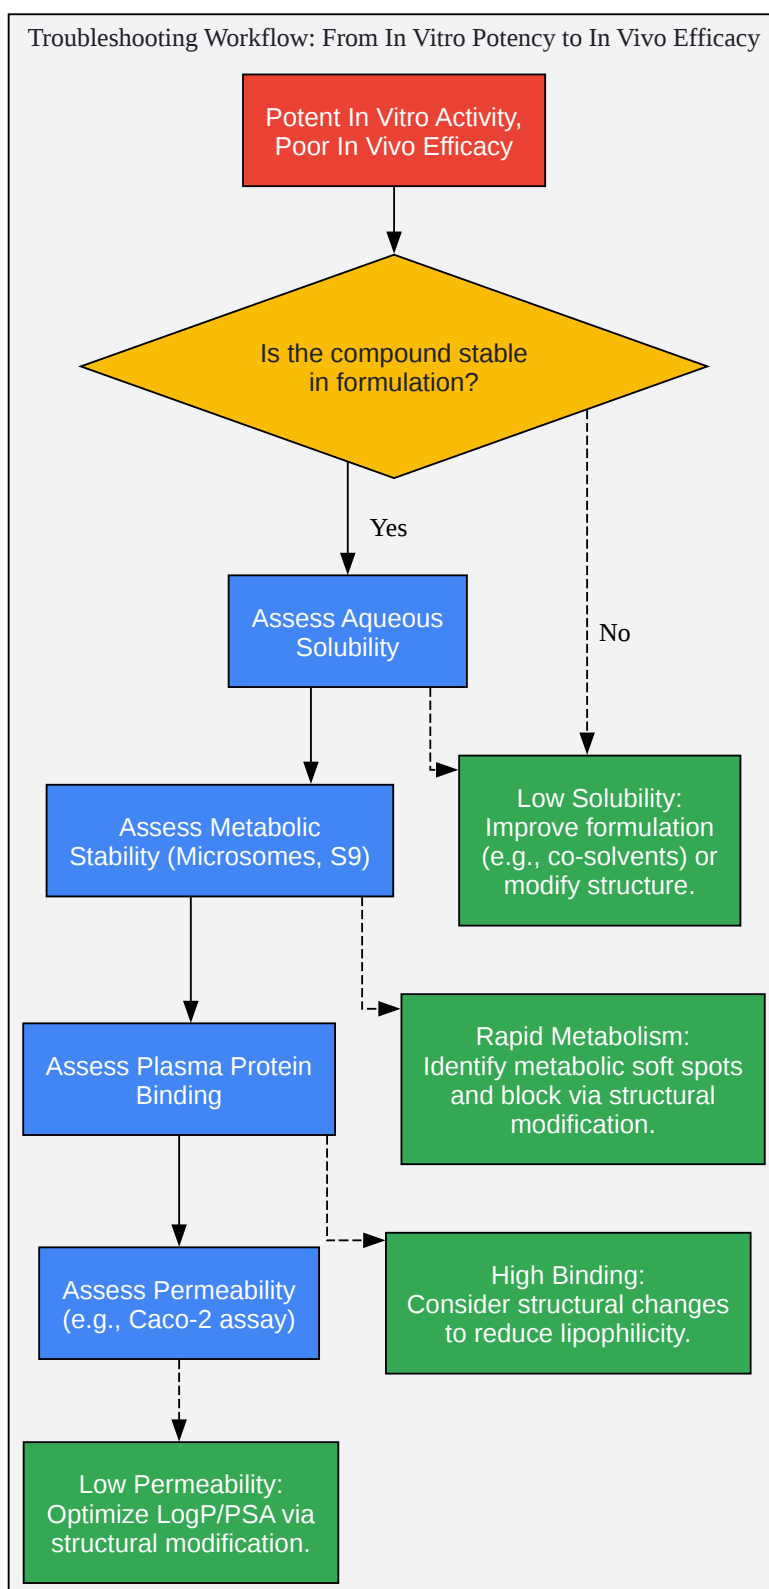 Troubleshooting Workflow: From In Vitro Potency to In Vivo Efficacy
Potent In Vitro Activity,
Poor In Vivo Efficacy
Is the compound stable
in formulation?
Yes
No
Assess Aqueous
Solubility
Low Solubility:
Improve formulation
(e.g., co-solvents) or
modify structure.
Assess Metabolic
Stability (Microsomes, S9)
Rapid Metabolism:
Identify metabolic soft spots
and block via structural
modification.
Assess Plasma Protein
Binding
High Binding:
Consider structural changes
to reduce lipophilicity.
Assess Permeability
(e.g., Caco-2 assay)
Low Permeability:
Optimize LogP/PSA via
structural modification.